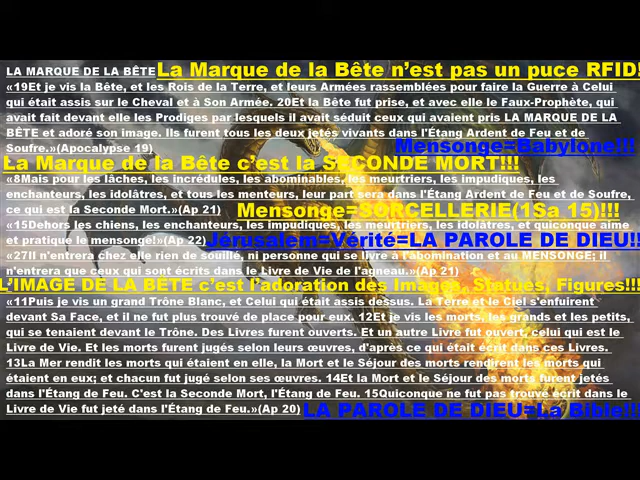 LA MARQUE DE LA BÊTE La Marque de la Bête n'est pas un puce RFID!
«19Et je vis la Bête, et les Rois de la Terre, et leurs Armées rassemblées pour faire la Guerre à Celui
qui était assis sur le Cheval et à Son Armée. 20Et la Bête fut prise, et avec elle le Faux-Prophète, qui
avait fait devant elle les Prodiges par lesquels il avait séduit ceux qui avaient pris LA MARQUE DE LA
BÊTE et adoré son image. Ils furent tous les deux jetés vivants dans l'Étang Ardent de Feu et de
Soufre.»(Apocalypse 19) Mensonge=Babylone!!!
La Marque de la Bête c'est la SECONDE MORT!!!
«8Mais pour les lâches, les incrédules, les abominables, les meurtriers, les impudiques, les
enchanteurs, les idolâtres, et tous les menteurs, leur part sera dans l'Étang Ardent de Feu et de Soufre,
ce qui est la Seconde Mort.»(Ap 21) Mensonge=SORCELLERIE(1Sa 15)!!!
«15Dehors les chiens, les enchanteurs, les impudiques, les meurtriers, les idolâtres, et quiconque aime
et pratique le mensonge!»(Ap 22) Jérusalem=Vérité=LA PAROLE DE DIEU!!
«27Il n'entrera chez elle rien de souillé, ni personne qui se livre à l'abomination et au MENSONGE; il
n'entrera que ceux qui sont écrits dans le Livre de Vie de l'agneau.»(Ap 21)
L'IMAGE DE LA BÊTE c'est l'adoration des Images, Statues, Figures!!!
«11Puis je vis un grand Trône Blanc, et Celui qui était assis dessus. La Terre et le Ciel s'enfuirent
devant Sa Face, et il ne fut plus trouvé de place pour eux. 12Et je vis les morts, les grands et les petits,
qui se tenaient devant le Trône. Des Livres furent ouverts. Et un autre Livre fut ouvert, celui qui est le
Livre de Vie. Et les morts furent jugés selon leurs œuvres, d'après ce qui était écrit dans ces Livres.
13La Mer rendit les morts qui étaient en elle, la Mort et le Séjour des morts rendirent les morts qui
étaient en eux; et chacun fut jugé selon ses œuvres. 14Et la Mort et le Séjour des morts furent jetés
dans l'Étang de Feu. C'est la Seconde Mort, l'Étang de Feu. 15Quiconque ne fut pas trouvé écrit dans le
Livre de Vie fut jeté dans l'Étang de Feu.»(Ap 20) LA PAROLE DE DIEU=La Bible!!!